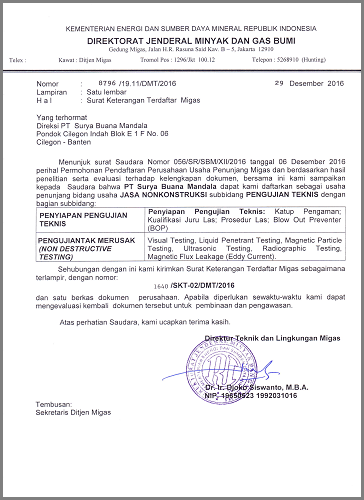 KEMENTERIAN ENERGI DAN SUMBER DAYA MINERAL REPUBLIK INDONESIA
DIREKTORAT JENDERAL MINYAK DAN GAS BUMI
Gedung Migas, Jalan H.R. Rasuna Said Kav. B – 5, Jakarta 12910
Telex : Kawat : Dirjen Migas Tromol Pos : 1296/Jkt 100.12 Telepon : 5268910 (Hunting)
Nomor : 0796 /19.11/DMT/2016 29 Desember 2016
Lampiran : Satu lembar
H a l : Surat Keterangan Terdaftar Migas
Yang terhormat
Direksi PT Surya Buana Mandala
Pondok Cilegon Indah Blok E 1 F No. 06
Cilegon - Banten
Menunjuk surat Saudara Nomor 056/SR/SBM/XII/2016 tanggal 06 Desember 2016
perihal Permohonan Pendaftaran Perusahaan Usaha Penunjang Migas dan berdasarkan hasil
penelitian serta evaluasi terhadap kelengkapan dokumen, bersama ini kami sampaikan
kepada Saudara bahwa PT Surya Buana Mandala dapat kami daftarkan sebagai usaha
penunjang bidang usaha JASA NONKONSTRUKSI subbidang PENGUJIAN TEKNIS dengan
bagian subbidang:
PENYIAPAN PENGUJIAN
TEKNIS
Penyiapan Pengujian Teknis: Katup Pengaman;
Kualifikasi Juru Las; Prosedur Las; Blow Out Preventer
(BOP)
PENGUJIANTAK MERUSAK
(NON DESTRUCTIVE
TESTING)
Visual Testing, Liquid Penetrant Testing, Magnetic Particle
Testing, Ultrasonic Testing, Radiographic Testing,
Magnetic Flux Leakage (Eddy Current).
Sehubungan dengan ini kami kirimkan Surat Keterangan Terdaftar Migas sebagaimana
terlampir, dengan nomor:
1640 /SKT-02/DMT/2016
dan satu berkas dokumen perusahaan. Apabila diperlukan sewaktu-waktu kami dapat
mengevaluasi kembali dokumen tersebut untuk pembinaan dan pengawasan.
Atas perhatian Saudara, kami ucapkan terima kasih.
Direktur Teknik dan Lingkungan Migas
Dr. Ir. Djoko Siswanto, M.B.A.
NIP. 19650523 1992031016
Tembusan:
Sekretaris Ditjen Migas